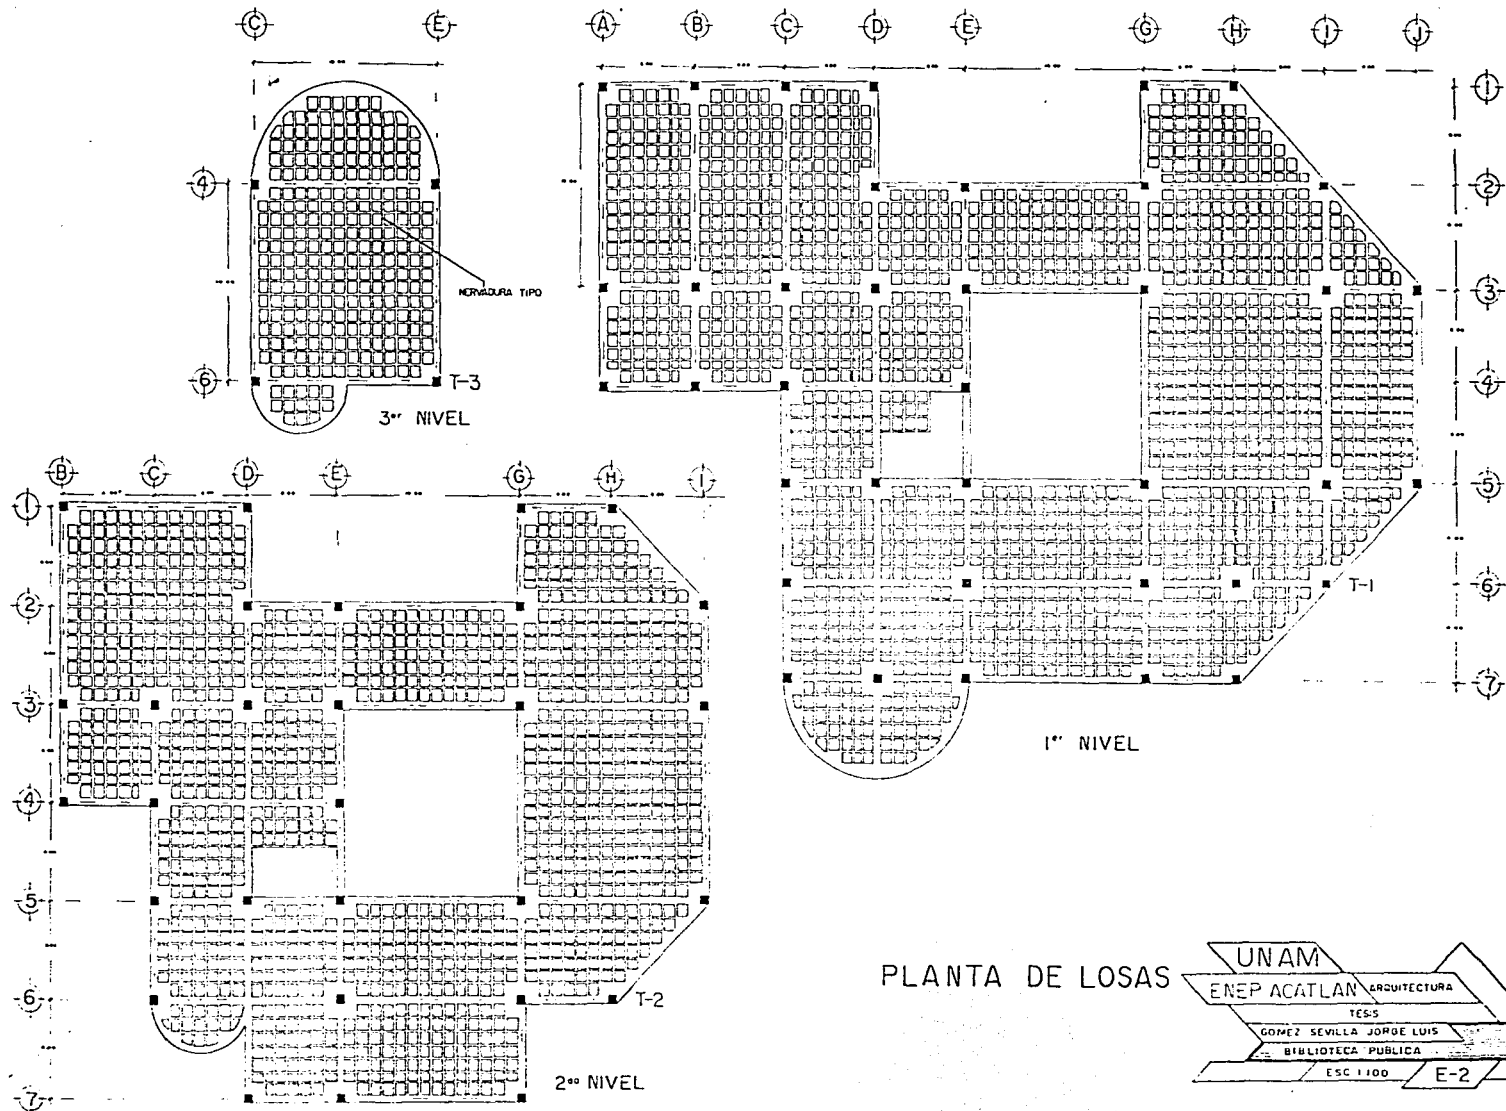 C E
A B C D E G H I J
4
NERVADURA TIPO
6
T-3
3er NIVEL
1
2
3
4
5
6
7
T-1
1er NIVEL
B C D E G H I
1
2
3
4
5
6
7
T-2
2do NIVEL
PLANTA DE LOSAS
UNAM
ENEP ACATLAN ARQUITECTURA
TESIS
GOMEZ SEVILLA JORGE LUIS
BIBLIOTECA PUBLICA
ESC 1:100 E-2